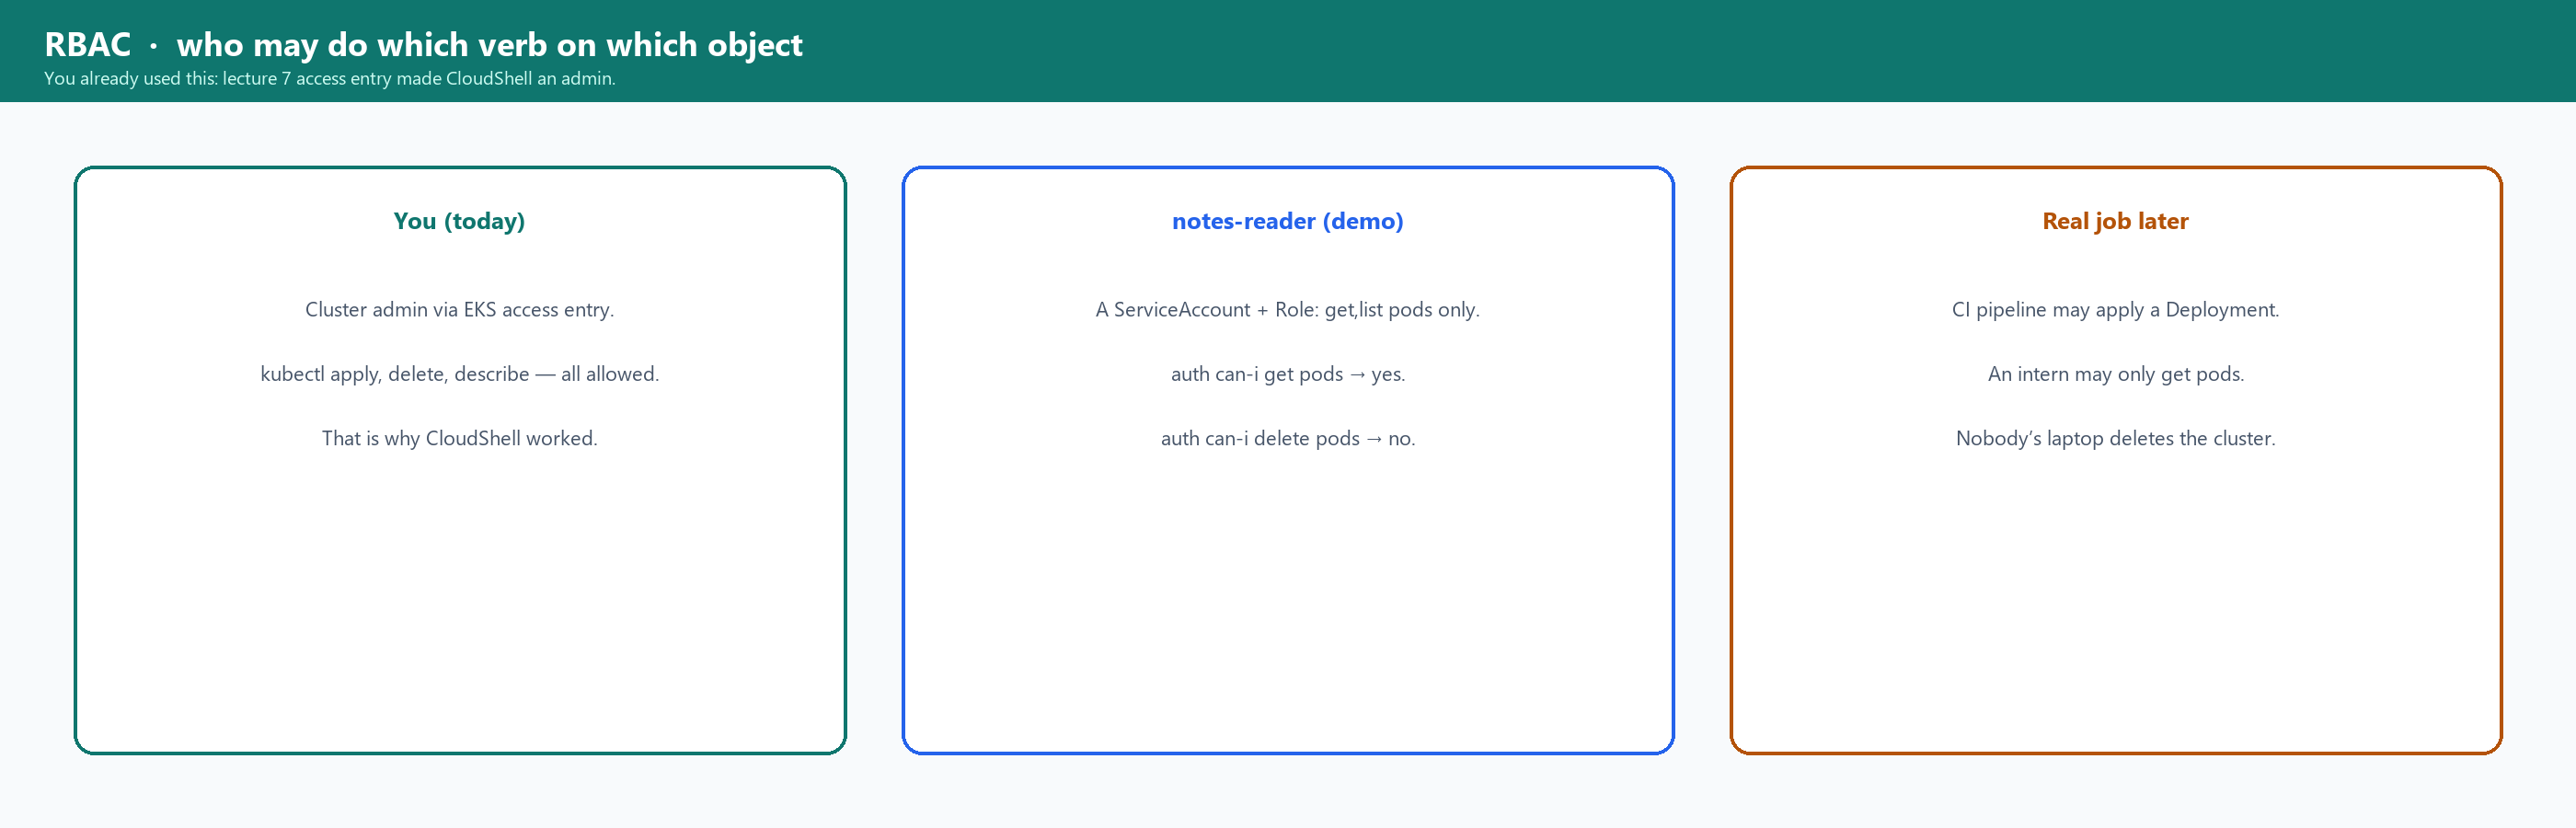 RBAC · who may do which verb on which object
You already used this: lecture 7 access entry made CloudShell an admin.
You (today)
Cluster admin via EKS access entry.
kubectl apply, delete, describe — all allowed.
That is why CloudShell worked.
notes-reader (demo)
A ServiceAccount + Role: get,list pods only.
auth can-i get pods → yes.
auth can-i delete pods → no.
Real job later
CI pipeline may apply a Deployment.
An intern may only get pods.
Nobody’s laptop deletes the cluster.